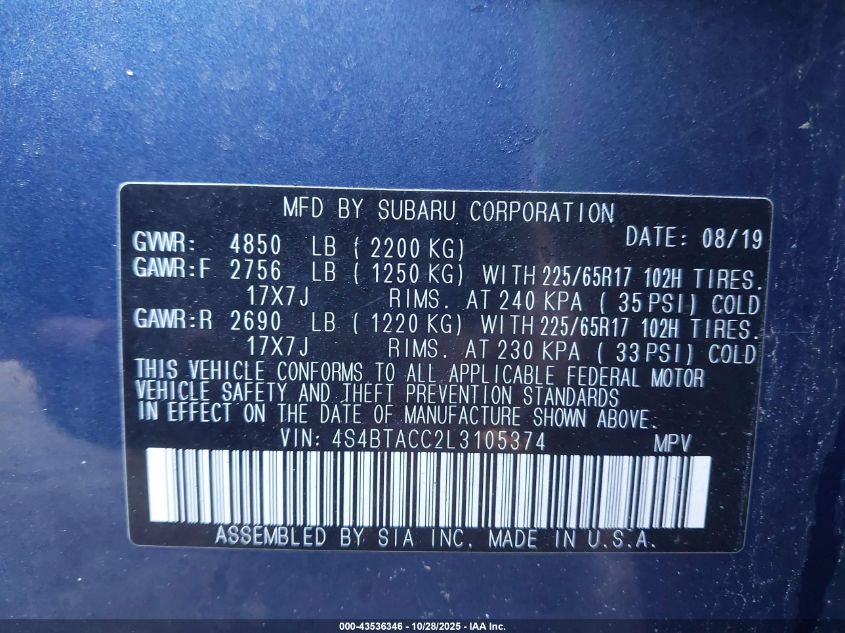 MFD BY SUBARU CORPORATION
DATE: 08/19
GVWR: 4850 LB ( 2200 KG)
GAWR:F 2756 LB ( 1250 KG) WITH 225/65R17 102H TIRES.
17X7J RIMS. AT 240 KPA ( 35 PSI) COLD
GAWR:R 2690 LB ( 1220 KG) WITH 225/65R17 102H TIRES.
17X7J RIMS. AT 230 KPA ( 33 PSI) COLD
THIS VEHICLE CONFORMS TO ALL APPLICABLE FEDERAL MOTOR
VEHICLE SAFETY AND THEFT PREVENTION STANDARDS
IN EFFECT ON THE DATE OF MANUFACTURE SHOWN ABOVE.
VIN: 4S4BTACC2L3105374 MPV
ASSEMBLED BY SIA INC. MADE IN U.S.A.
000-43536346 - 10/28/2025 - IAA Inc.